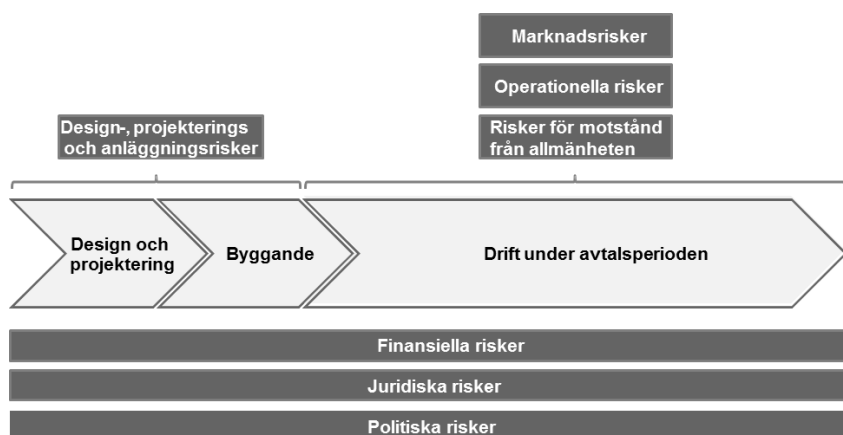 Marknadsrisker
Operationella risker
Design-, projekterings
och anläggningsrisker
Risker för motstånd
från allmänheten
Design och
projektering
Byggande
Drift under avtalsperioden
Finansiella risker
Juridiska risker
Politiska risker